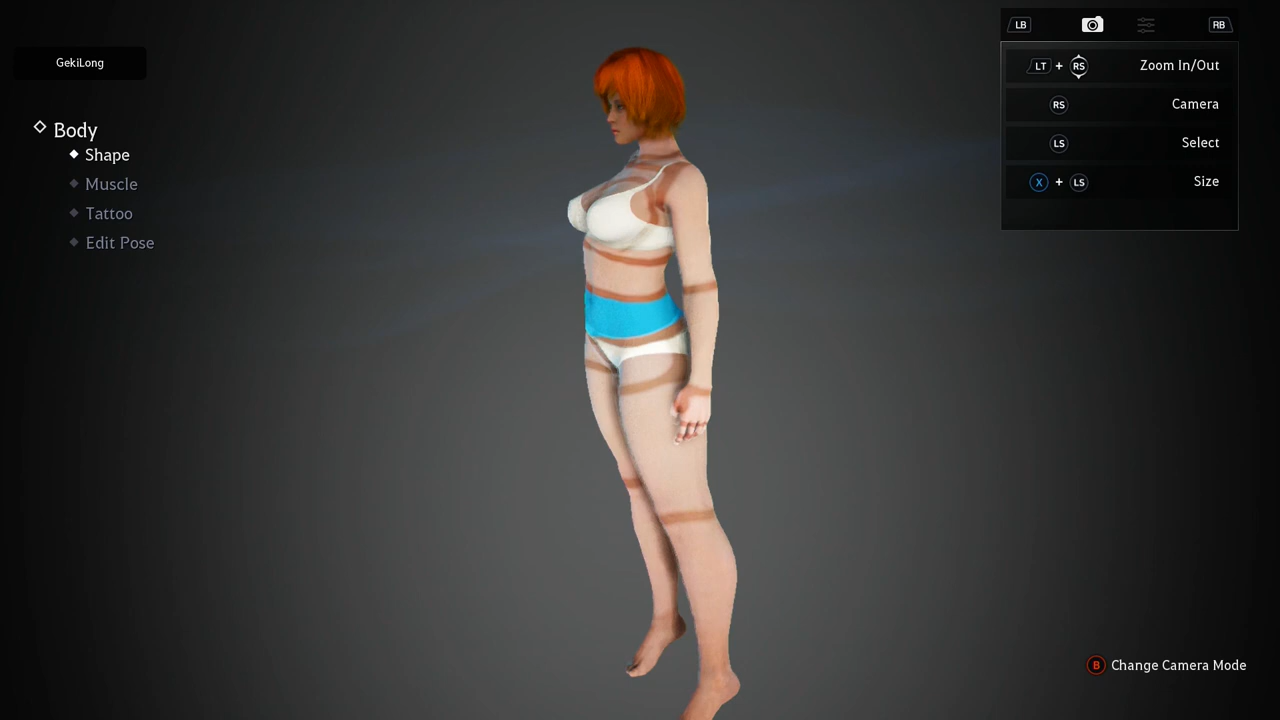 GekiLong
Body
Shape
Muscle
Tattoo
Edit Pose
LB RB
LT + RS Zoom In/Out
RS Camera
LS Select
X + LS Size
B Change Camera Mode